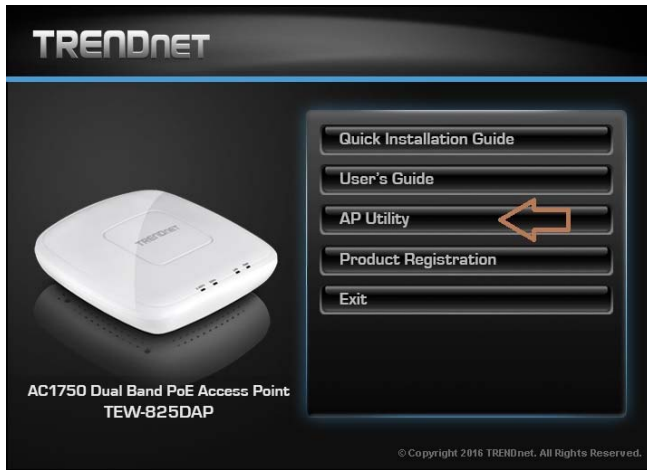 TRENDnet
Quick Installation Guide
User's Guide
AP Utility
Product Registration
Exit
TRENDnet
AC1750 Dual Band PoE Access Point
TEW-825DAP
© Copyright 2016 TRENDnet. All Rights Reserved.